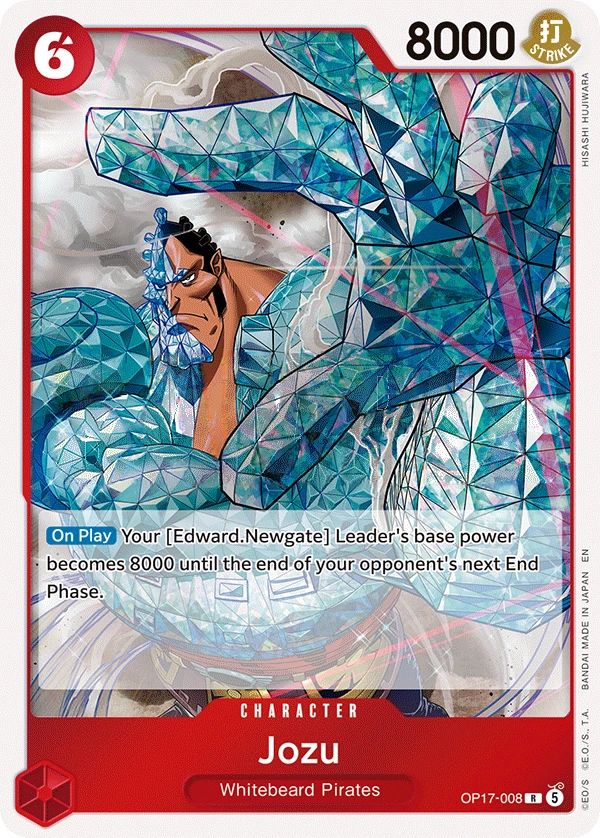 6
8000
打
STRIKE
HISASHI HUJIWARA
On Play Your [Edward.Newgate] Leader's base power
becomes 8000 until the end of your opponent's next End
Phase.
CHARACTER
Jozu
Whitebeard Pirates
OP17-008 R 5
©EO/S ©E.O./S., T.A. BANDAI MADE IN JAPAN EN